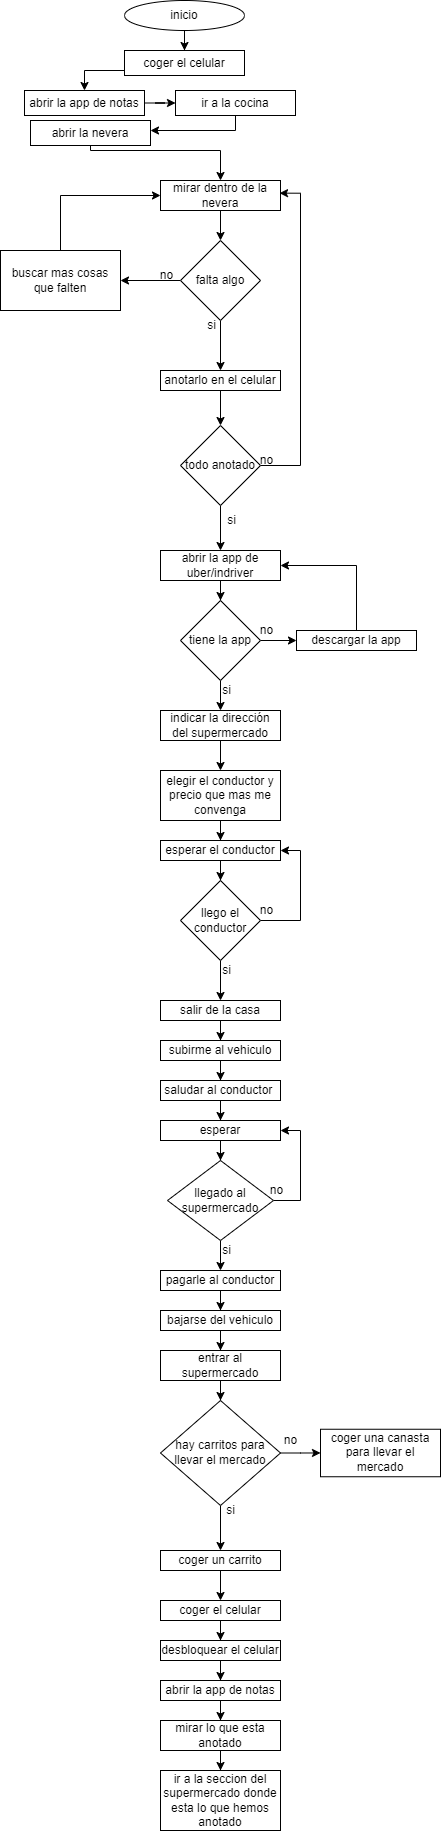 inicio
coger el celular
abrir la app de notas
ir a la cocina
abrir la nevera
mirar dentro de la
nevera
falta algo
no
buscar mas cosas
que falten
si
anotarlo en el celular
todo anotado
no
si
abrir la app de
uber/indriver
tiene la app
no
descargar la app
si
indicar la dirección
del supermercado
elegir el conductor y
precio que mas me
convenga
esperar el conductor
llego el
conductor
no
si
salir de la casa
subirme al vehiculo
saludar al conductor
esperar
llegado al
supermercado
no
si
pagarle al conductor
bajarse del vehiculo
entrar al
supermercado
hay carritos para
llevar el mercado
no
coger una canasta
para llevar el
mercado
si
coger un carrito
coger el celular
desbloquear el celular
abrir la app de notas
mirar lo que esta
anotado
ir a la seccion del
supermercado donde
esta lo que hemos
anotado